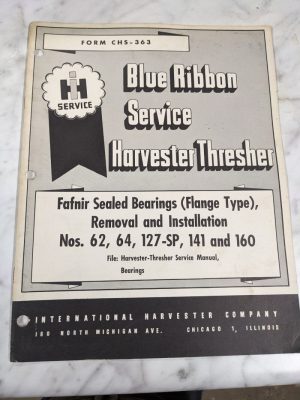 FORM CHS-363
IH
SERVICE
Blue Ribbon
Service
Harvester Thresher
Fafnir Sealed Bearings (Flange Type),
Removal and Installation
Nos. 62, 64, 127-SP, 141 and 160
File: Harvester-Thresher Service Manual,
Bearings
INTERNATIONAL HARVESTER COMPANY
180 NORTH MICHIGAN AVE. CHICAGO 1, ILLINOIS